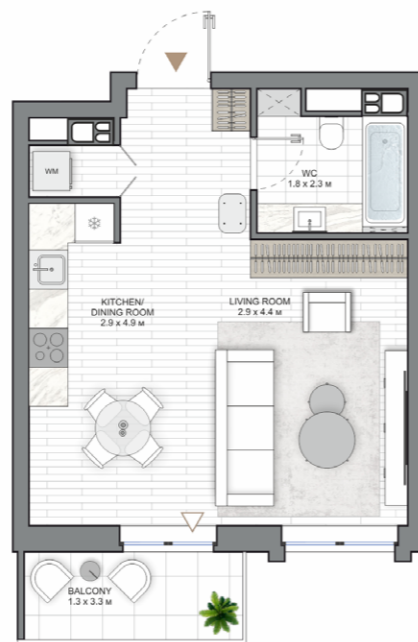 WM
WC
1.8 x 2.3 м
KITCHEN/
DINING ROOM
2.9 x 4.9 м
LIVING ROOM
2.9 x 4.4 м
BALCONY
1.3 x 3.3 м